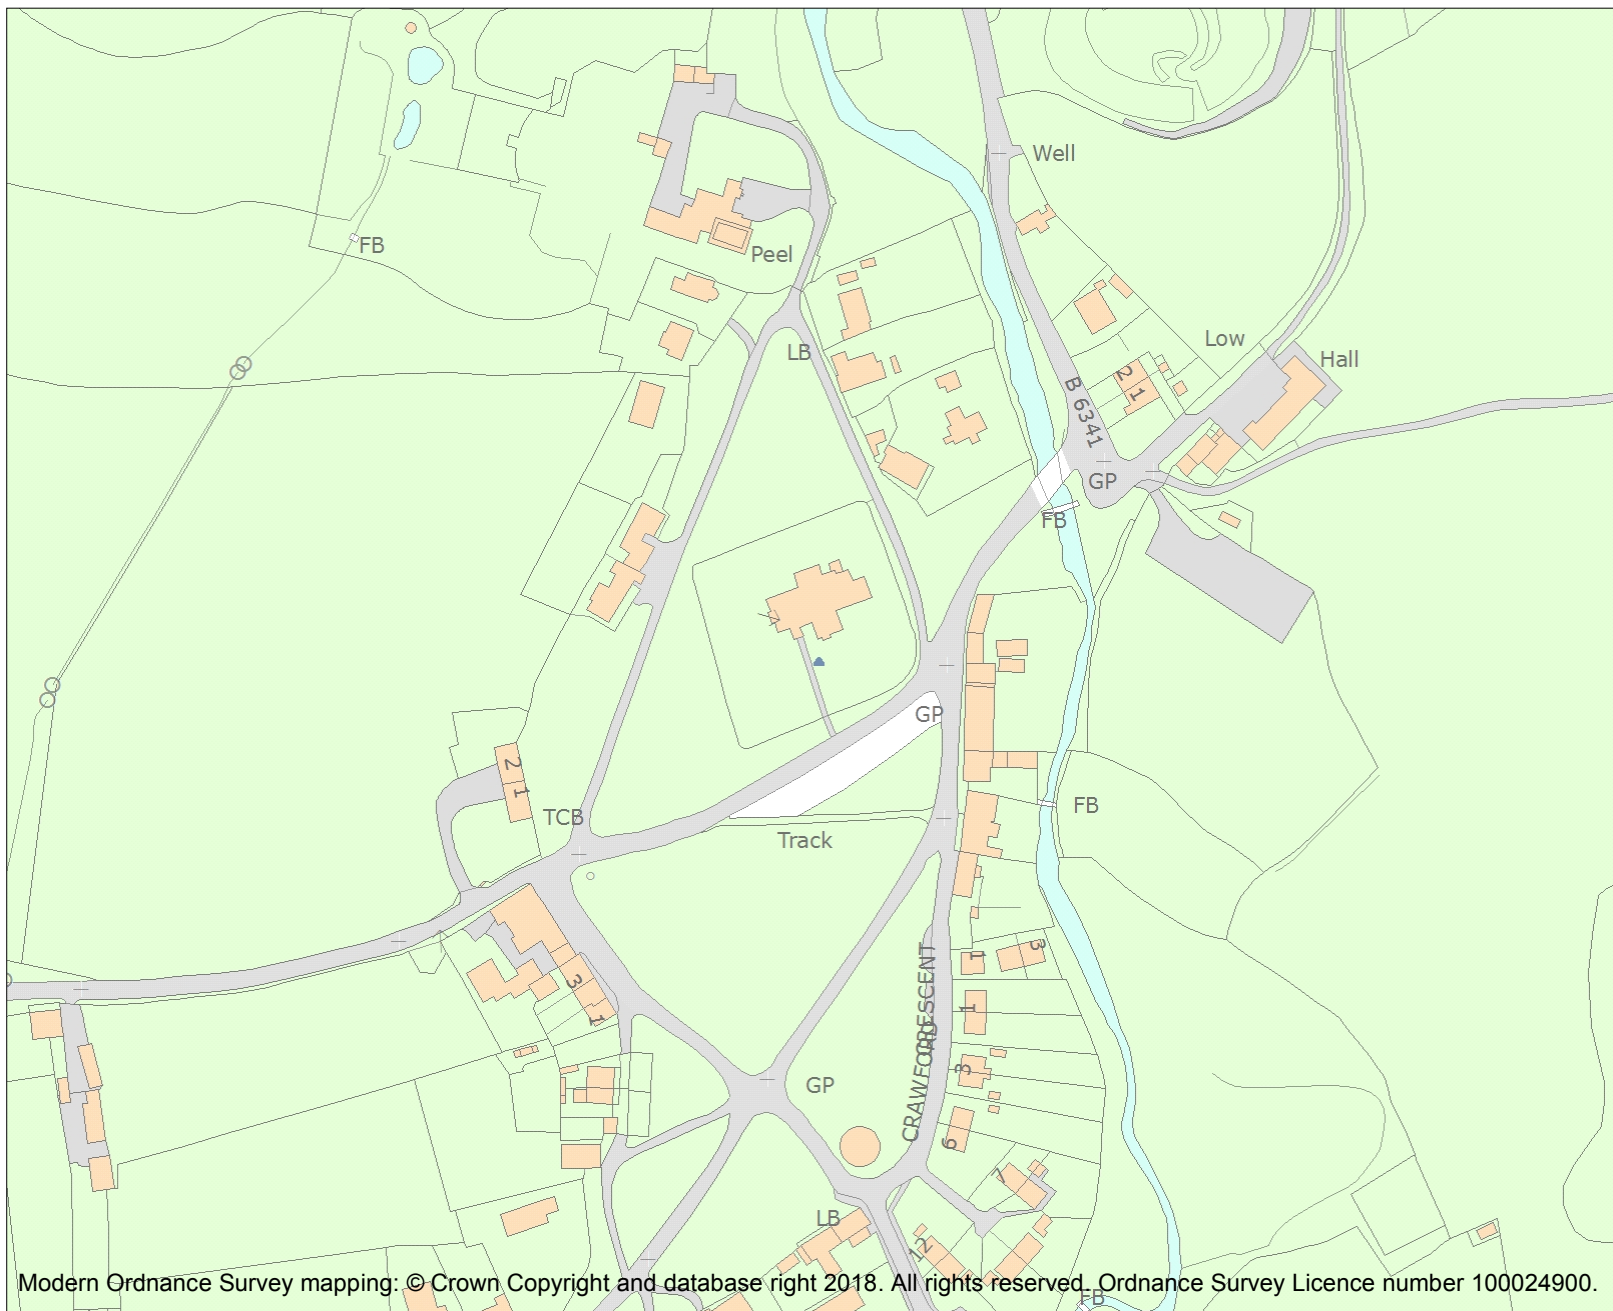 Well
FB
Peel
Low
LB
Hall
2
1
B 6341
GP
FB
GP
2
1
TCB
FB
Track
3
1
CRAWFORD CRESCENT
3
1
1
3
GP
6
7
LB
12
FB
Modern Ordnance Survey mapping: © Crown Copyright and database right 2018. All rights reserved. Ordnance Survey Licence number 100024900.